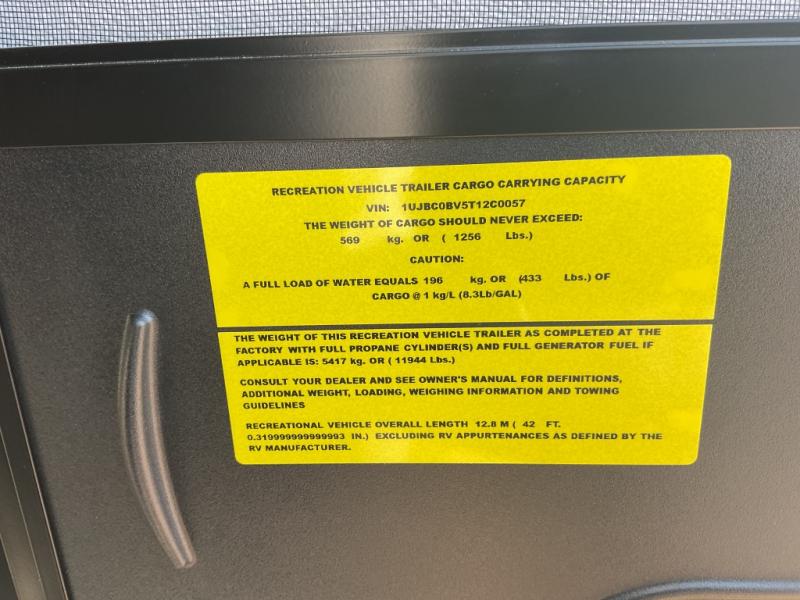 RECREATION VEHICLE TRAILER CARGO CARRYING CAPACITY
VIN: 1UJBC0BV5T12C0057
THE WEIGHT OF CARGO SHOULD NEVER EXCEED:
569 kg. OR ( 1256 Lbs.)
CAUTION:
A FULL LOAD OF WATER EQUALS 196 kg. OR (433 Lbs.) OF
CARGO @ 1 kg/L (8.3Lb/GAL)
THE WEIGHT OF THIS RECREATION VEHICLE TRAILER AS COMPLETED AT THE
FACTORY WITH FULL PROPANE CYLINDER(S) AND FULL GENERATOR FUEL IF
APPLICABLE IS: 5417 kg. OR ( 11944 Lbs.)
CONSULT YOUR DEALER AND SEE OWNER'S MANUAL FOR DEFINITIONS,
ADDITIONAL WEIGHT, LOADING, WEIGHING INFORMATION AND TOWING
GUIDELINES
RECREATIONAL VEHICLE OVERALL LENGTH 12.8 M ( 42 FT.
0.319999999999993 IN.) EXCLUDING RV APPURTENANCES AS DEFINED BY THE
RV MANUFACTURER.